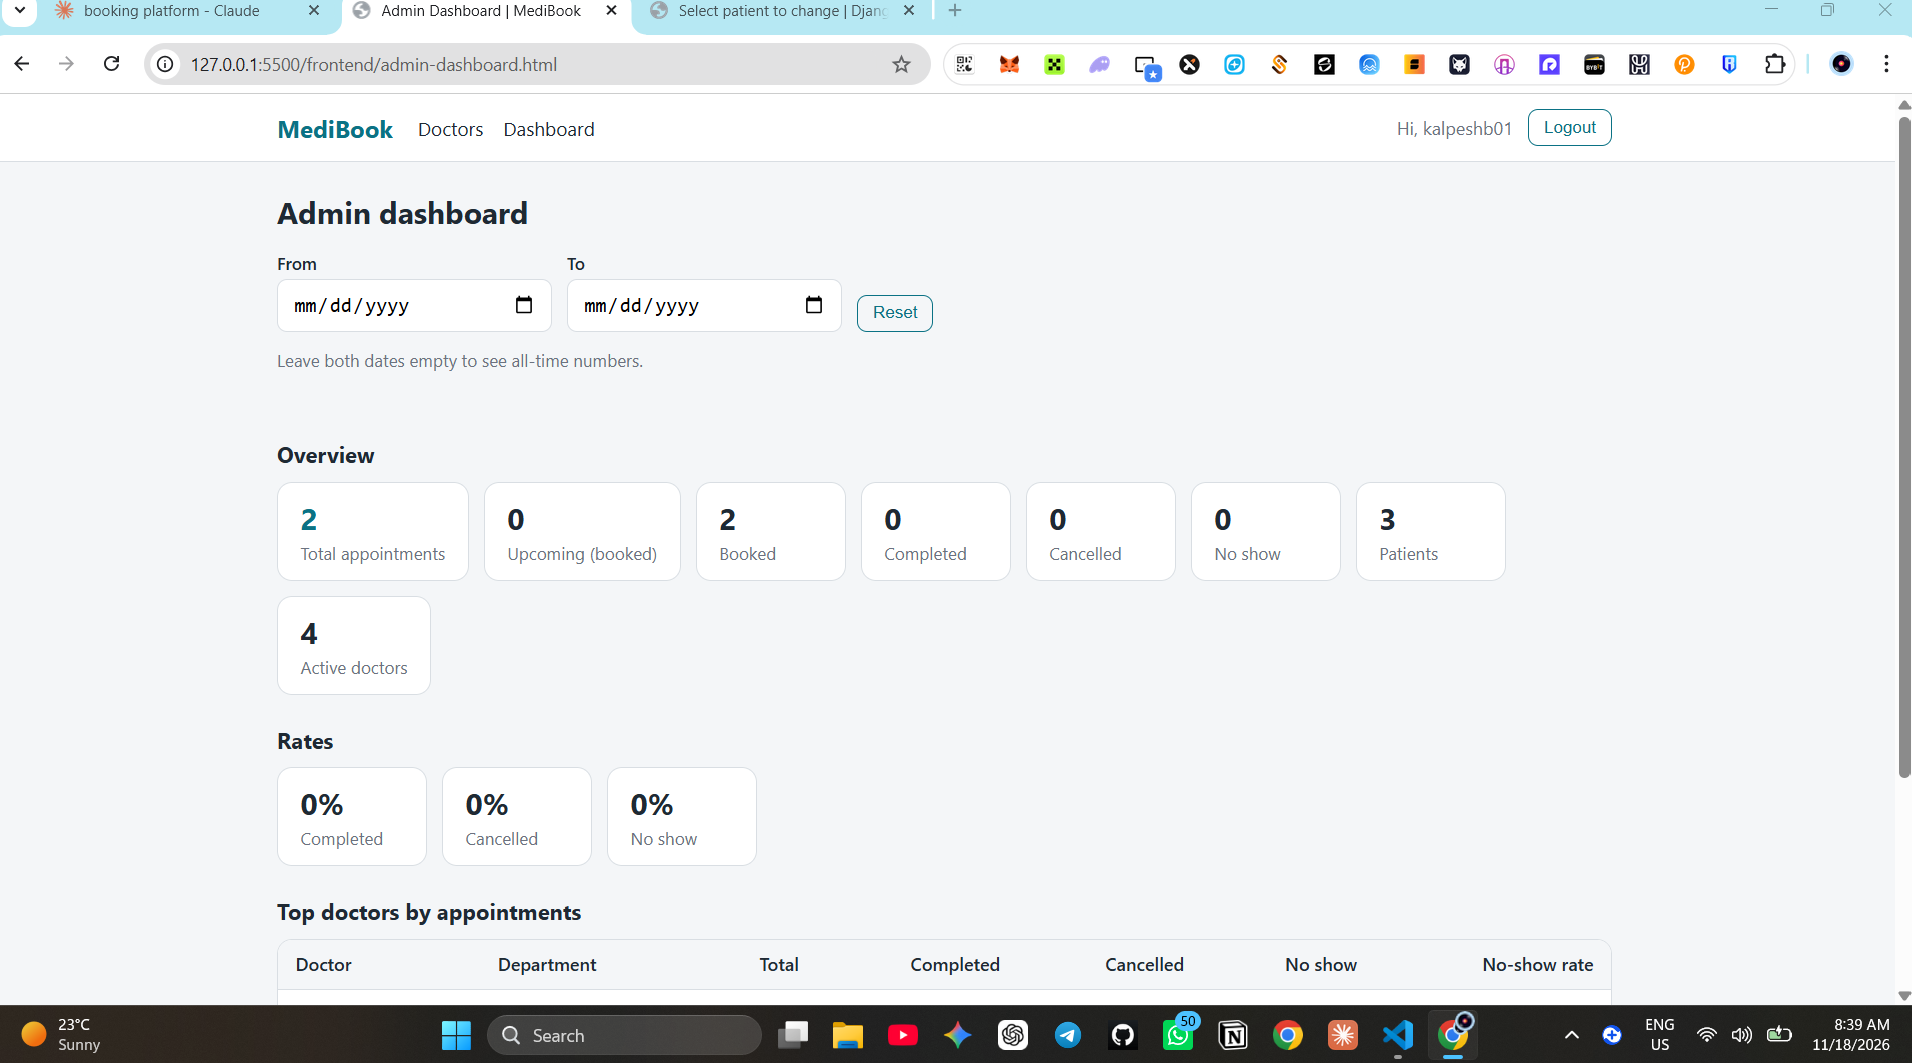 booking platform - Claude
Admin Dashboard | MediBook
Select patient to change | Djang
127.0.0.1:5500/frontend/admin-dashboard.html
MediBook
Doctors
Dashboard
Hi, kalpeshb01
Logout
Admin dashboard
From
To
mm/dd/yyyy
mm/dd/yyyy
Reset
Leave both dates empty to see all-time numbers.
Overview
2
Total appointments
0
Upcoming (booked)
2
Booked
0
Completed
0
Cancelled
0
No show
3
Patients
4
Active doctors
Rates
0%
Completed
0%
Cancelled
0%
No show
Top doctors by appointments
Doctor
Department
Total
Completed
Cancelled
No show
No-show rate
23°C
Sunny
Search
50
ENG
US
8:39 AM
11/18/2026